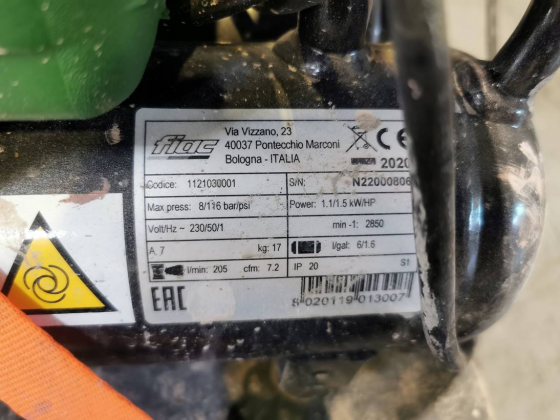 fiac
Via Vizzano, 23
40037 Pontecchio Marconi
Bologna - ITALIA
CE
2020
Codice: 1121030001
S/N: N22000806
Max press: 8/116 bar/psi
Power: 1.1/1.5 kW/HP
Volt/Hz ~ 230/50/1
min -1: 2850
A. 7
kg: 17
l/gal: 6/1.6
l/min: 205 cfm: 7.2
IP 20
S1
EAC
8 020119 013007